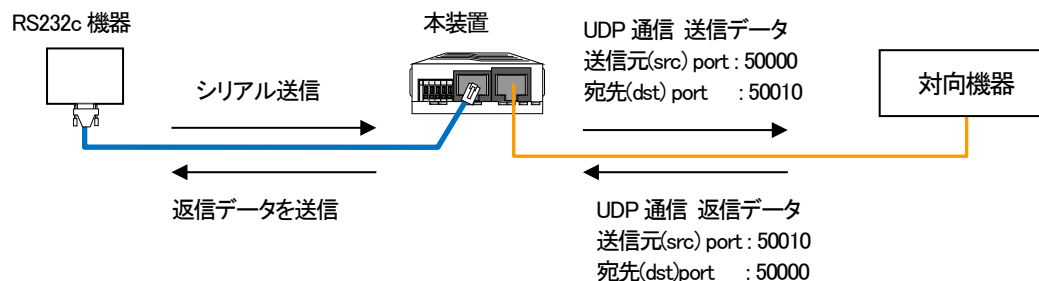 RS232c 機器
本装置
UDP 通信 送信データ
送信元(src) port : 50000
宛先(dst) port : 50010
シリアル送信
対向機器
返信データを送信
UDP 通信 返信データ
送信元(src) port : 50010
宛先(dst)port : 50000